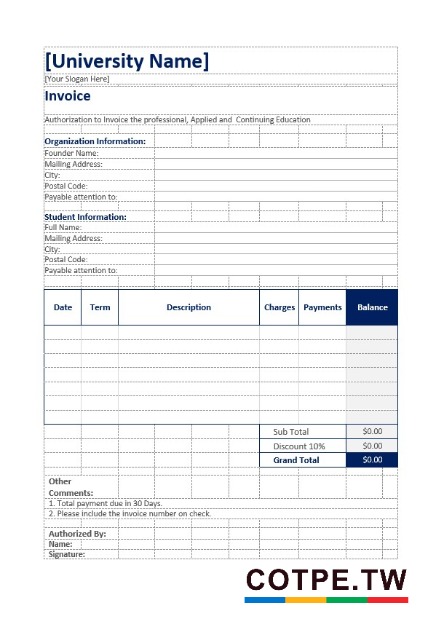 [University Name]
[Your Slogan Here]
Invoice
Authorization to Invoice the professional, Applied and Continuing Education
Organization Information:
Founder Name:
Mailing Address:
City:
Postal Code:
Payable attention to:
Student Information:
Full Name:
Mailing Address:
City:
Postal Code:
Payable attention to:
Date Term Description Charges Payments Balance
Sub Total $0.00
Discount 10% $0.00
Grand Total $0.00
Other
Comments:
1. Total payment due in 30 Days.
2. Please include the invoice number on check.
Authorized By:
Name:
Signature:
COTPE.TW